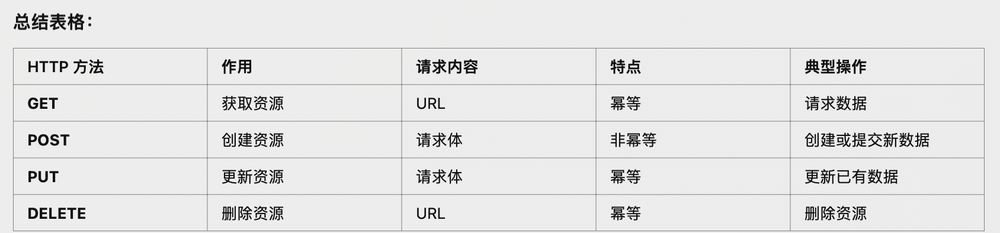 总结表格：
HTTP 方法 作用 请求内容 特点 典型操作
GET 获取资源 URL 幂等 请求数据
POST 创建资源 请求体 非幂等 创建或提交新数据
PUT 更新资源 请求体 幂等 更新已有数据
DELETE 删除资源 URL 幂等 删除资源